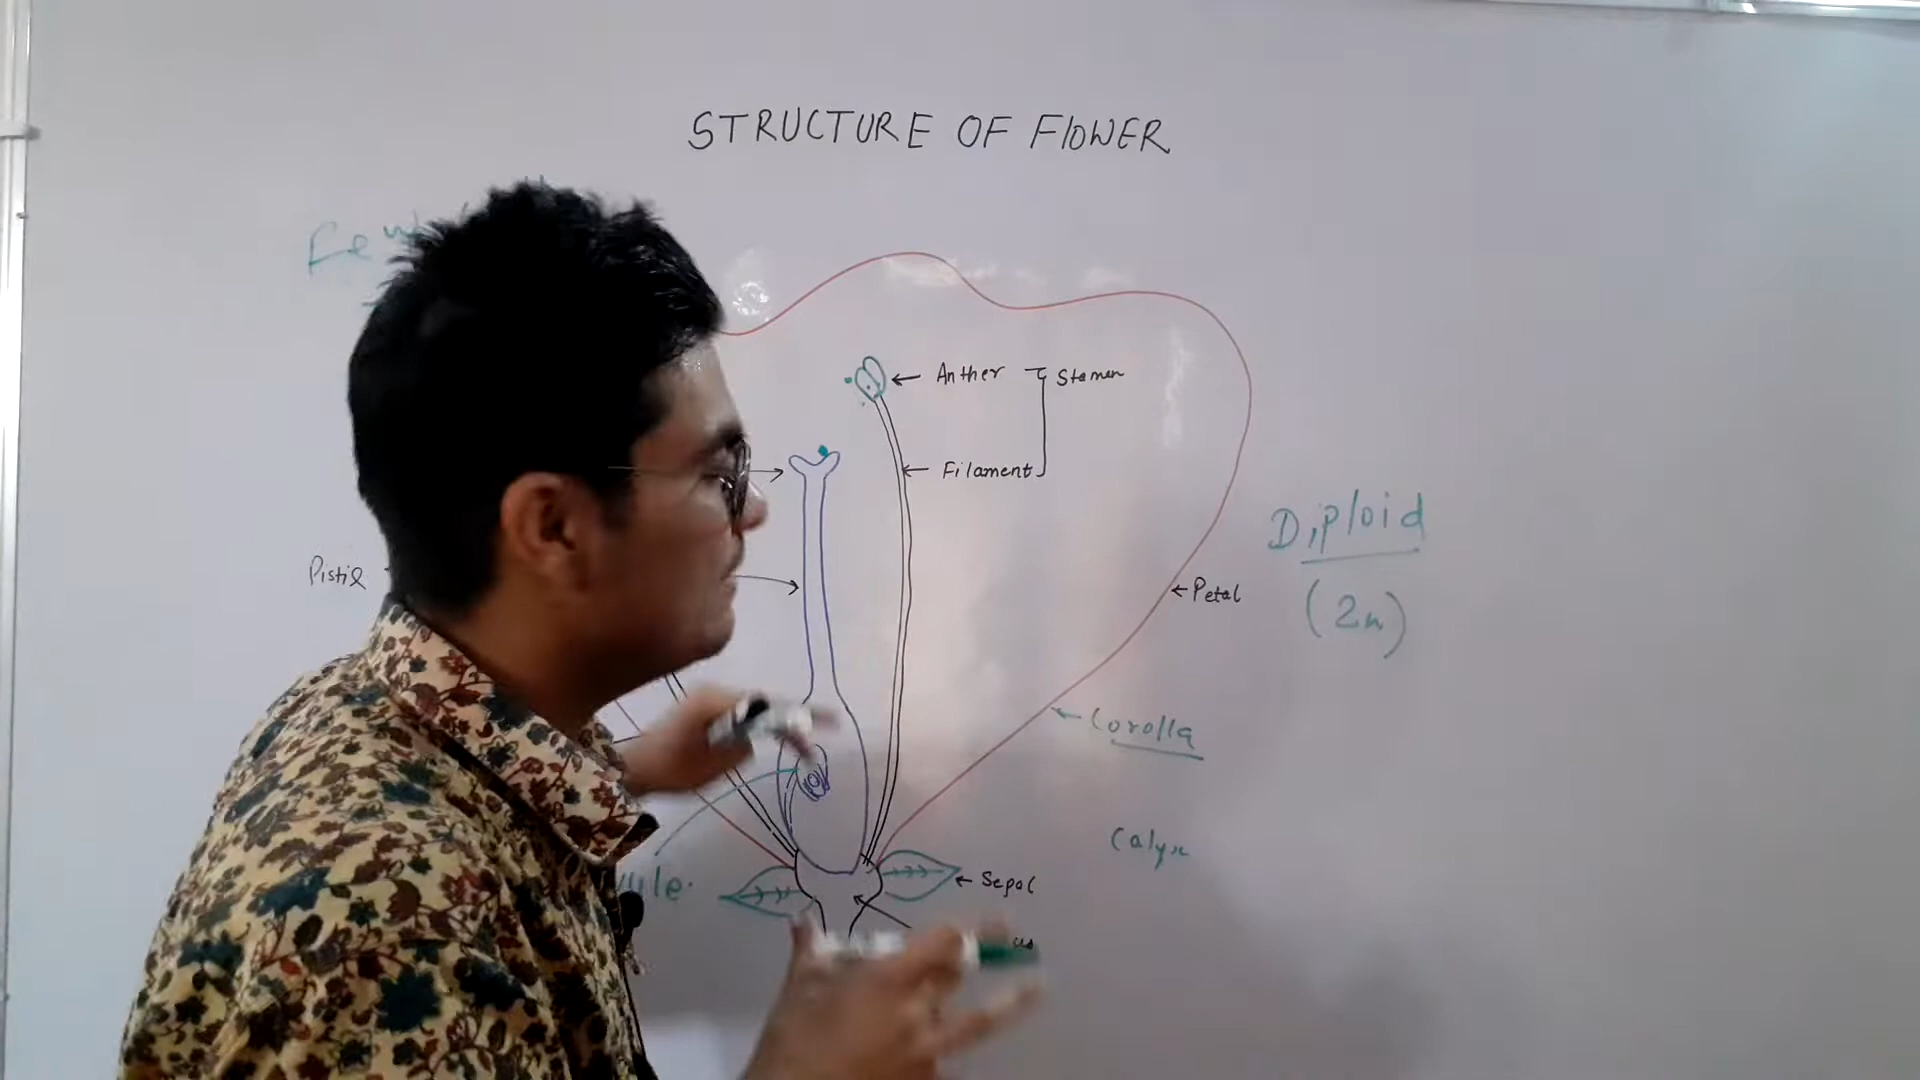 STRUCTURE OF FLOWER
Anther
Stamen
Filament
Diploid
(2n)
Pistil
Petal
Corolla
Calyx
Sepal